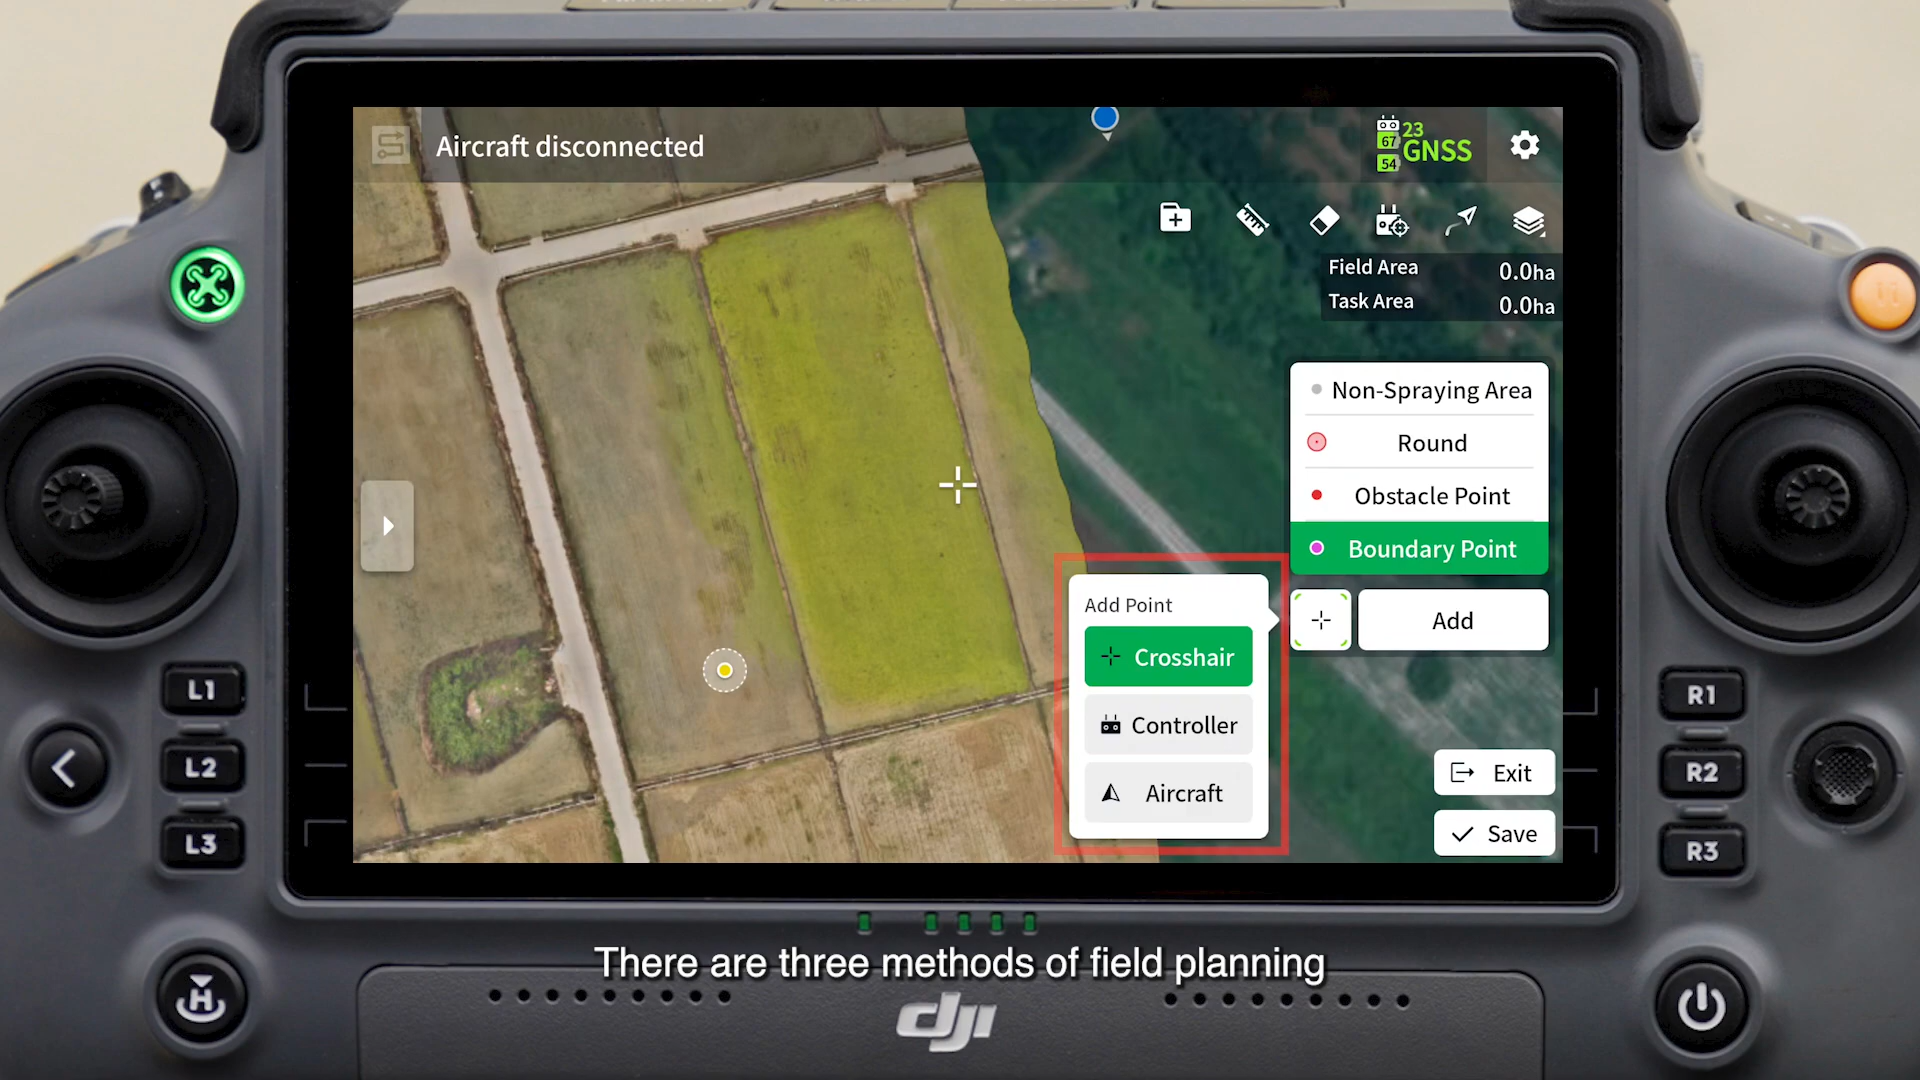 Aircraft disconnected
23
67
GNSS
54
Field Area 0.0ha
Task Area 0.0ha
Non-Spraying Area
Round
Obstacle Point
Boundary Point
Add Point
Add
Crosshair
Controller
Aircraft
Exit
Save
L1
L2
L3
R1
R2
R3
H
There are three methods of field planning
dji